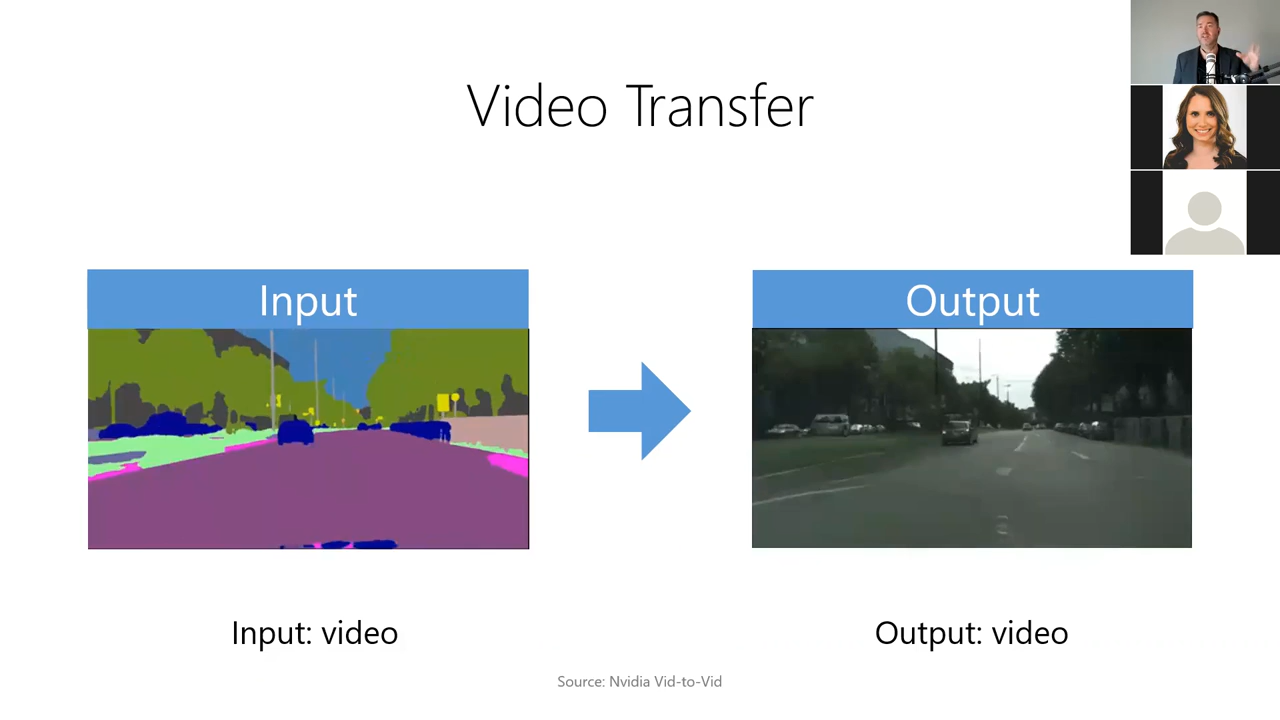 Video Transfer
Input
Output
Input: video
Output: video
Source: Nvidia Vid-to-Vid